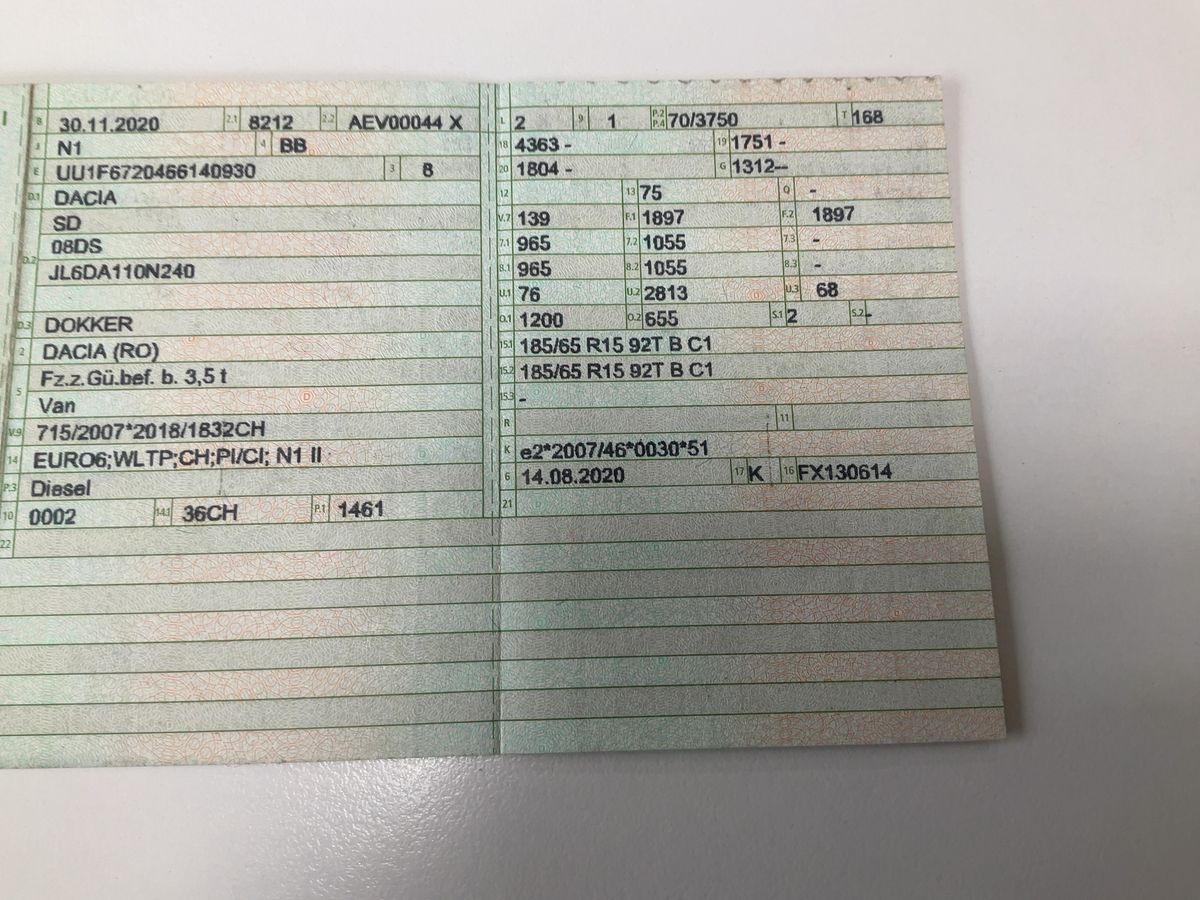 I
B 30.11.2020 2.1 8212 2.2 AEV00044 X
J N1 4 BB
E UU1F6720466140930 3 8
D.1 DACIA
SD
08DS
D.2 JL6DA110N240
D.3 DOKKER
2 DACIA (RO)
5 Fz.z.Gü.bef. b. 3,5 t
Van
V.9 715/2007*2018/1832CH
14 EURO6;WLTP;CH;PI/CI; N1 II
P.3 Diesel
10 0002 14.1 36CH P.1 1461
22
L 2 - 9 1 P.2 P.4 70/3750 T 168
18 4363 - 19 1751 -
20 1804 - G 1312--
12 13 75 Q -
V.7 139 F.1 1897 F.2 1897
7.1 965 7.2 1055 7.3 -
8.1 965 8.2 1055 8.3 -
U.1 76 U.2 2813 U.3 68
O.1 1200 O.2 655 S.1 2 S.2 -
15.1 185/65 R15 92T B C1
15.2 185/65 R15 92T B C1
15.3 -
R 11
K e2*2007/46*0030*51
6 14.08.2020 17 K 16 FX130614
21